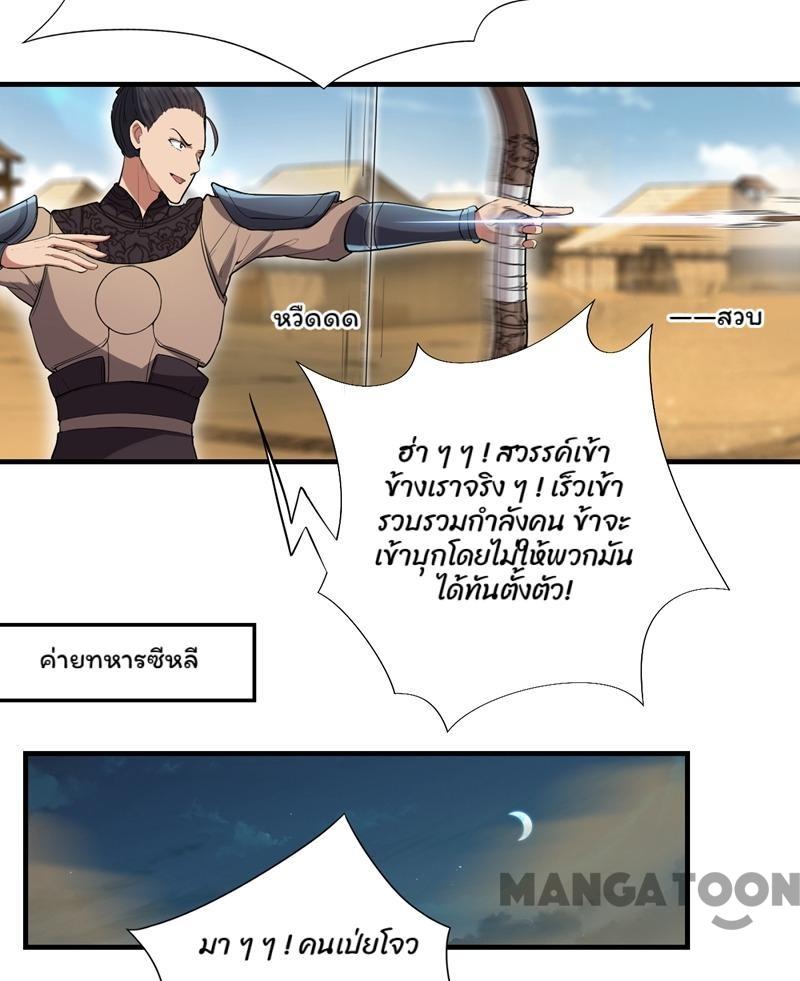 หวืดดด
——สวบ
ฮ่า ๆ ๆ ! สวรรค์เข้า
ข้างเราจริง ๆ ! เร็วเข้า
รวบรวมกำลังคน ข้าจะ
เข้าบุกโดยไม่ให้พวกมัน
ได้ทันตั้งตัว!
ค่ายทหารซีหลี
MANGATOON
มา ๆ ๆ ! คนเป่ยโจว